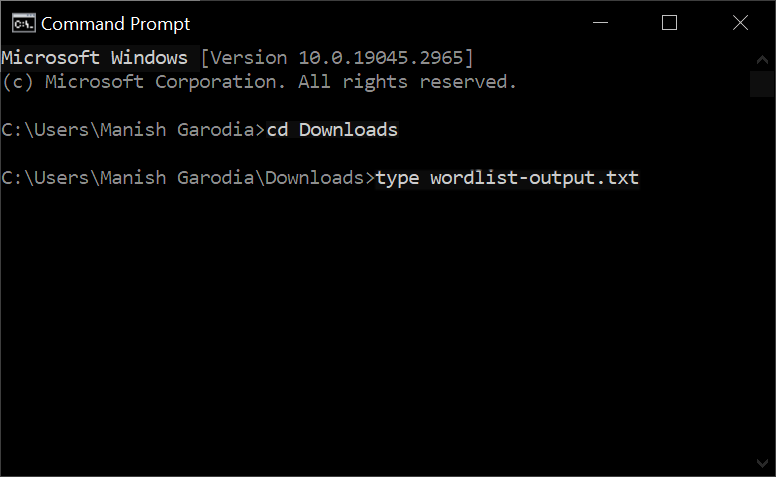 Command Prompt
Microsoft Windows [Version 10.0.19045.2965]
(c) Microsoft Corporation. All rights reserved.
C:\Users\Manish Garodia>cd Downloads
C:\Users\Manish Garodia\Downloads>type wordlist-output.txt